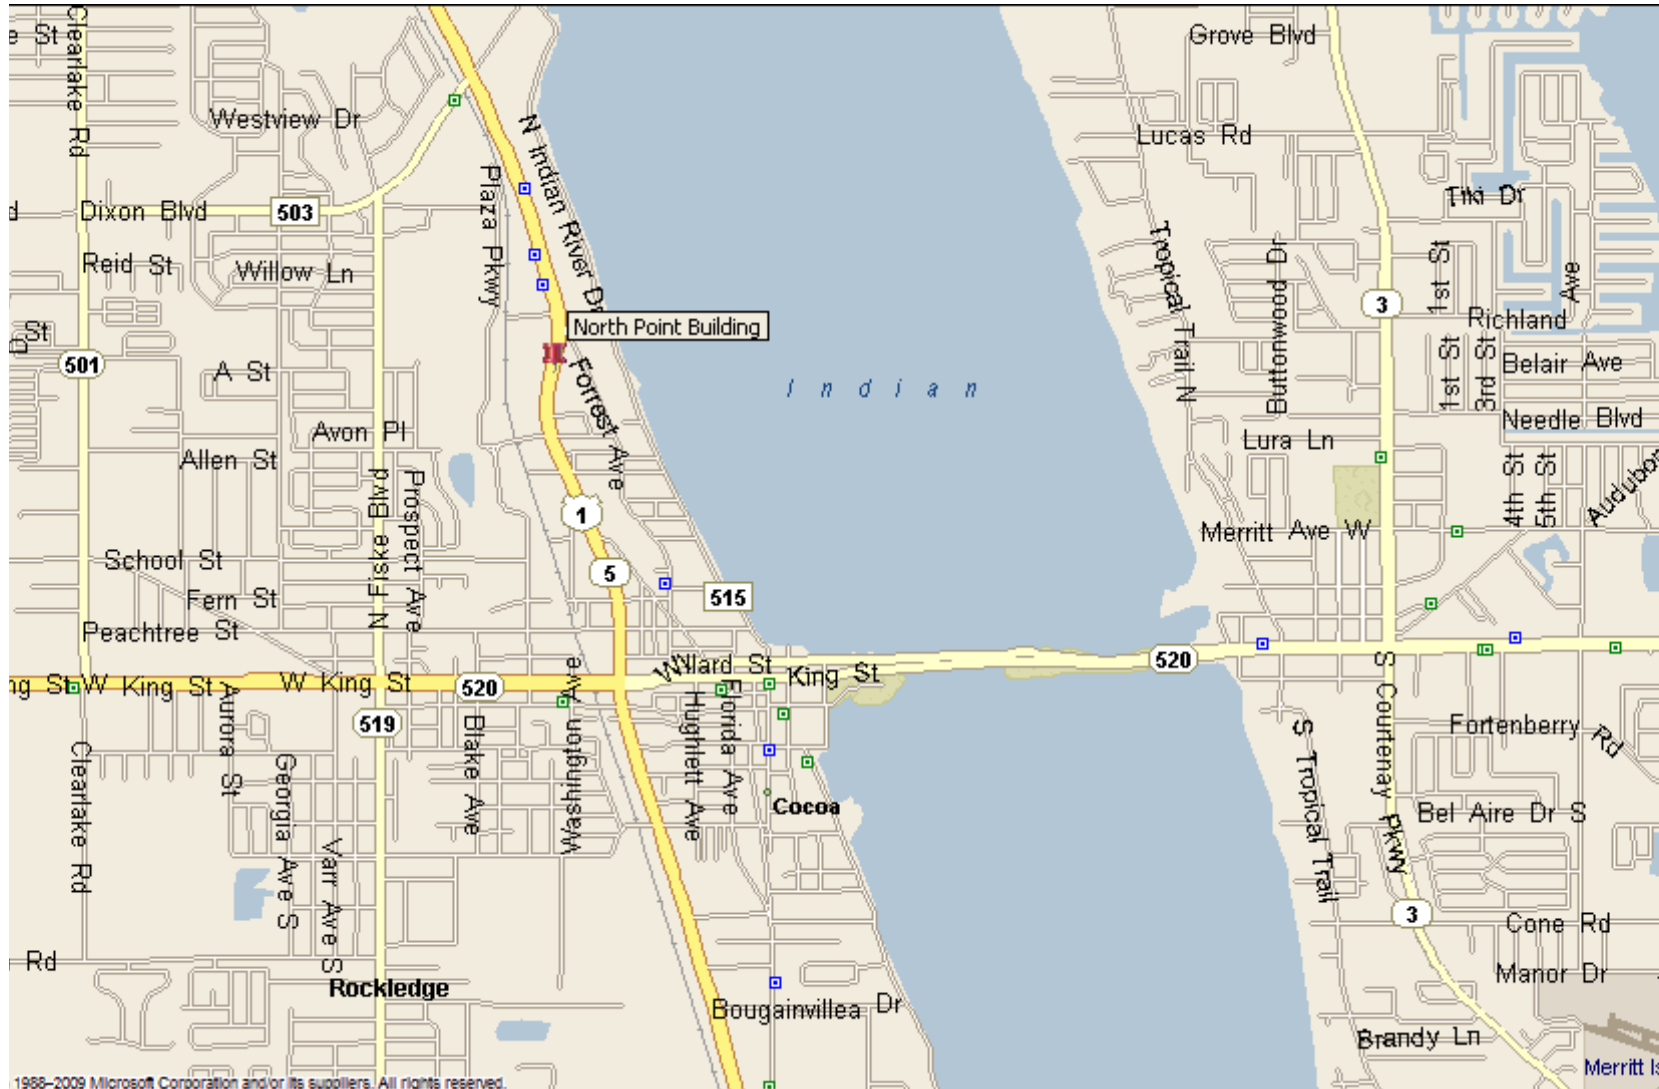 e St
Clearlake Rd
Grove Blvd
Westview Dr
N Indian River Dr
Lucas Rd
Plaza Pkwy
Tiki Dr
d
Dixon Blvd
503
Tropical Trail N
Buttonwood Dr
1st St
Ave
Reid St
Willow Ln
3
Richland
North Point Building
D St
501
A St
Forrest Ave
Indian
1st St
3rd St
Belair Ave
Needle Blvd
Avon Pl
Lura Ln
Allen St
N Fiske Blvd
Prospect Ave
4th St
5th St
Audubon
1
Merritt Ave W
School St
5
515
Fern St
Peachtree St
Willard St
King St
520
ng St
W King St
W King St
520
Washington Ave
S Courtenay Pkwy
Aurora St
519
Blake Ave
Hughlett Ave
Florida Ave
S Tropical Trail
Fortenberry Rd
Clearlake Rd
Georgia Ave S
Cocoa
Bel Aire Dr S
Varr Ave S
3
Cone Rd
Rd
Manor Dr
Rockledge
Bougainvillea Dr
Brandy Ln
Merritt Is
1988–2009 Microsoft Corporation and/or its suppliers. All rights reserved.